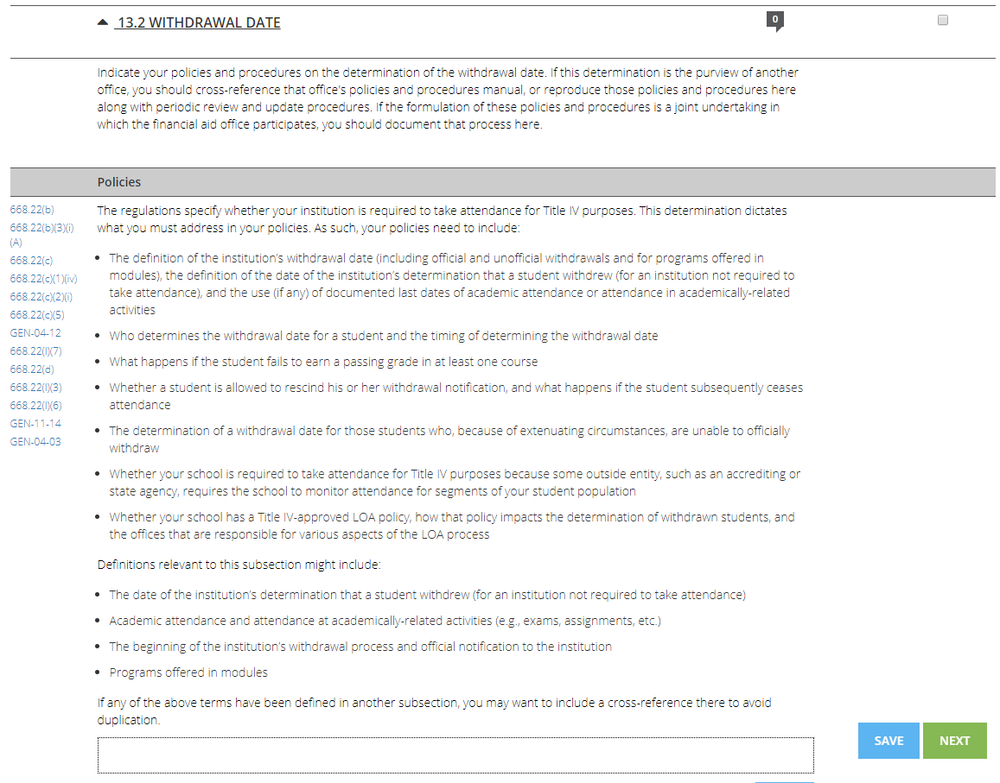 13.2 WITHDRAWAL DATE
0
Indicate your policies and procedures on the determination of the withdrawal date. If this determination is the purview of another
office, you should cross-reference that office's policies and procedures manual, or reproduce those policies and procedures here
along with periodic review and update procedures. If the formulation of these policies and procedures is a joint undertaking in
which the financial aid office participates, you should document that process here.
Policies
668.22(b)
668.22(b)(3)(i)
(A)
668.22(c)
668.22(c)(1)(iv)
668.22(c)(2)(i)
668.22(c)(5)
GEN-04-12
668.22(l)(7)
668.22(d)
668.22(l)(3)
668.22(l)(6)
GEN-11-14
GEN-04-03
The regulations specify whether your institution is required to take attendance for Title IV purposes. This determination dictates
what you must address in your policies. As such, your policies need to include:
• The definition of the institution's withdrawal date (including official and unofficial withdrawals and for programs offered in
modules), the definition of the date of the institution's determination that a student withdrew (for an institution not required to
take attendance), and the use (if any) of documented last dates of academic attendance or attendance in academically-related
activities
• Who determines the withdrawal date for a student and the timing of determining the withdrawal date
• What happens if the student fails to earn a passing grade in at least one course
• Whether a student is allowed to rescind his or her withdrawal notification, and what happens if the student subsequently ceases
attendance
• The determination of a withdrawal date for those students who, because of extenuating circumstances, are unable to officially
withdraw
• Whether your school is required to take attendance for Title IV purposes because some outside entity, such as an accrediting or
state agency, requires the school to monitor attendance for segments of your student population
• Whether your school has a Title IV-approved LOA policy, how that policy impacts the determination of withdrawn students, and
the offices that are responsible for various aspects of the LOA process
Definitions relevant to this subsection might include:
• The date of the institution's determination that a student withdrew (for an institution not required to take attendance)
• Academic attendance and attendance at academically-related activities (e.g., exams, assignments, etc.)
• The beginning of the institution's withdrawal process and official notification to the institution
• Programs offered in modules
If any of the above terms have been defined in another subsection, you may want to include a cross-reference there to avoid
duplication.
SAVE
NEXT